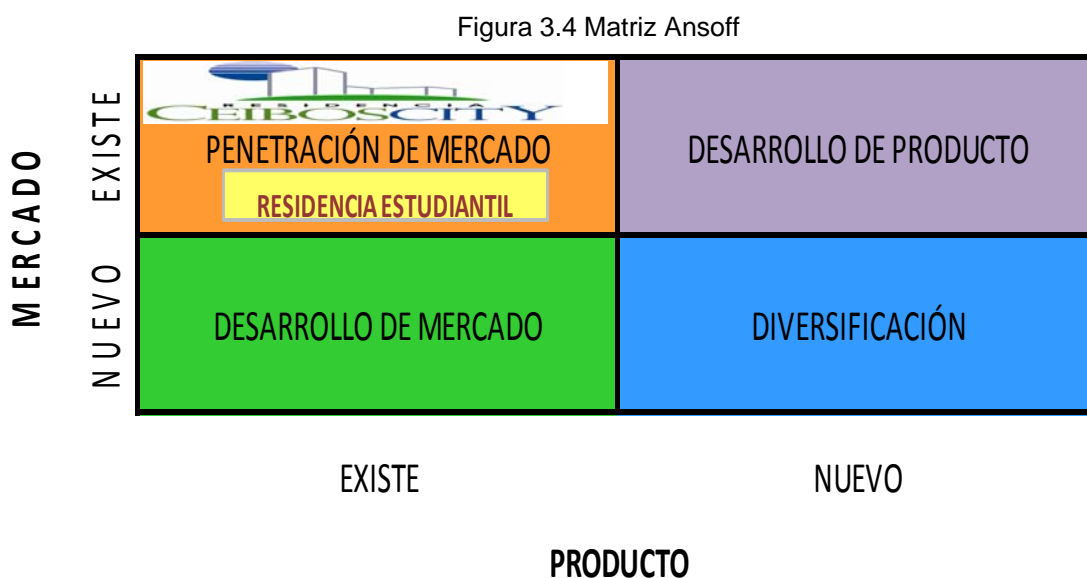 Figura 3.4 Matriz Ansoff
MERCADO
EXISTE
RESIDENCIA
CEIBOSCITY
PENETRACIÓN DE MERCADO
RESIDENCIA ESTUDIANTIL
DESARROLLO DE PRODUCTO
NUEVO
DESARROLLO DE MERCADO
DIVERSIFICACIÓN
EXISTE
NUEVO
PRODUCTO